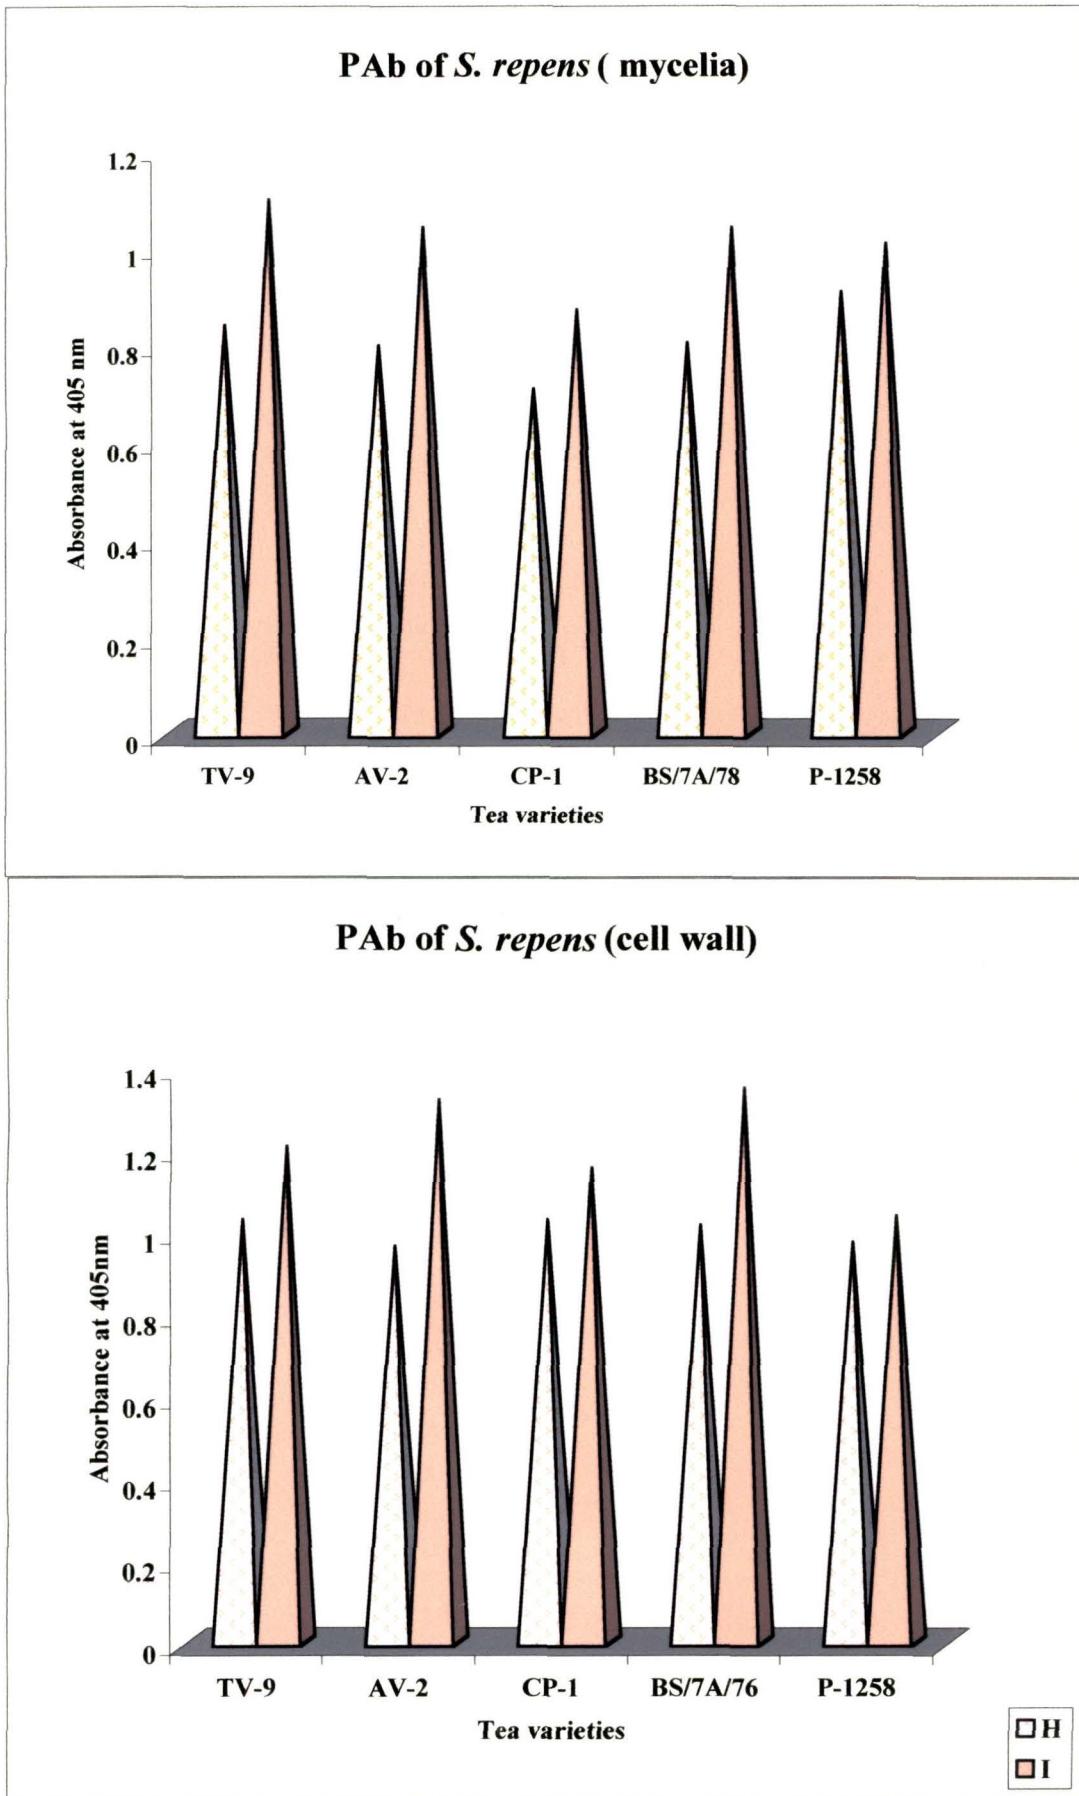 PAb of S. repens ( mycelia)
1.2
1
0.8
0.6
0.4
0.2
0
Absorbance at 405 nm
TV-9 AV-2 CP-1 BS/7A/78 P-1258
Tea varieties
PAb of S. repens (cell wall)
1.4
1.2
1
0.8
0.6
0.4
0.2
0
Absorbance at 405nm
TV-9 AV-2 CP-1 BS/7A/76 P-1258
Tea varieties
H
I